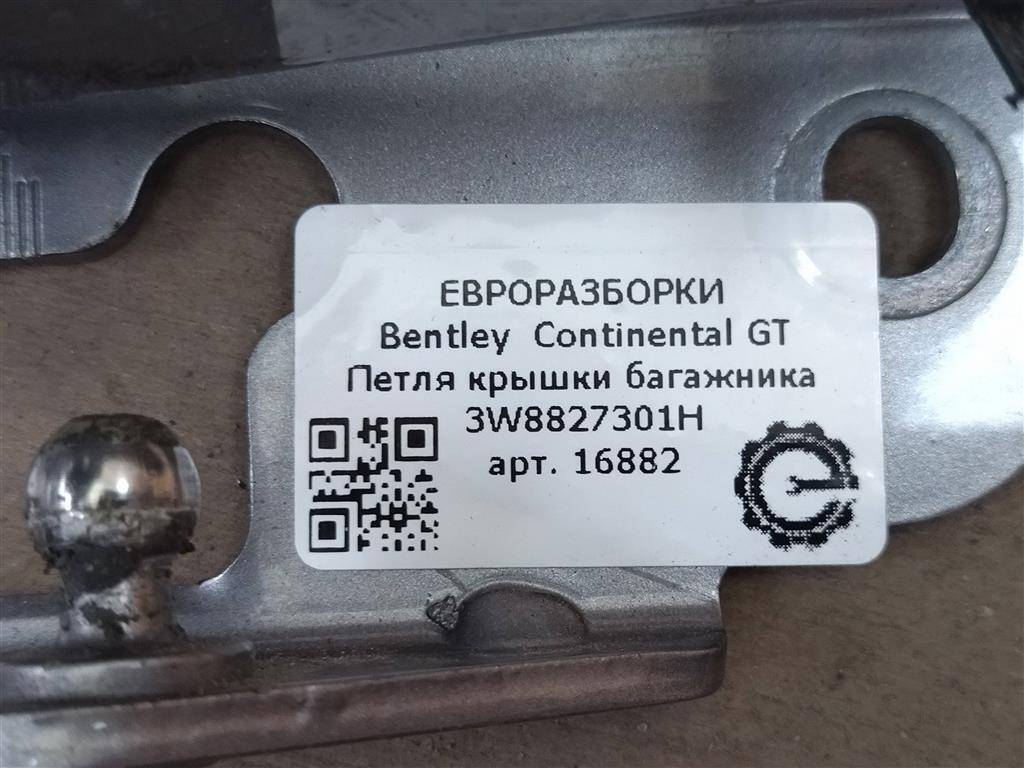 ЕВРОРАЗБОРКИ
Bentley Continental GT
Петля крышки багажника
3W8827301H
арт. 16882